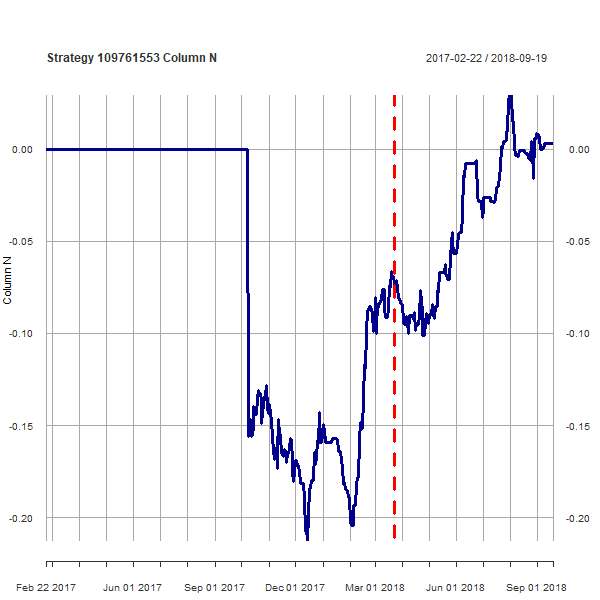 Strategy 109761553 Column N
2017-02-22 / 2018-09-19
Column N
0.00
-0.05
-0.10
-0.15
-0.20
0.00
-0.05
-0.10
-0.15
-0.20
Feb 22 2017
Jun 01 2017
Sep 01 2017
Dec 01 2017
Mar 01 2018
Jun 01 2018
Sep 01 2018